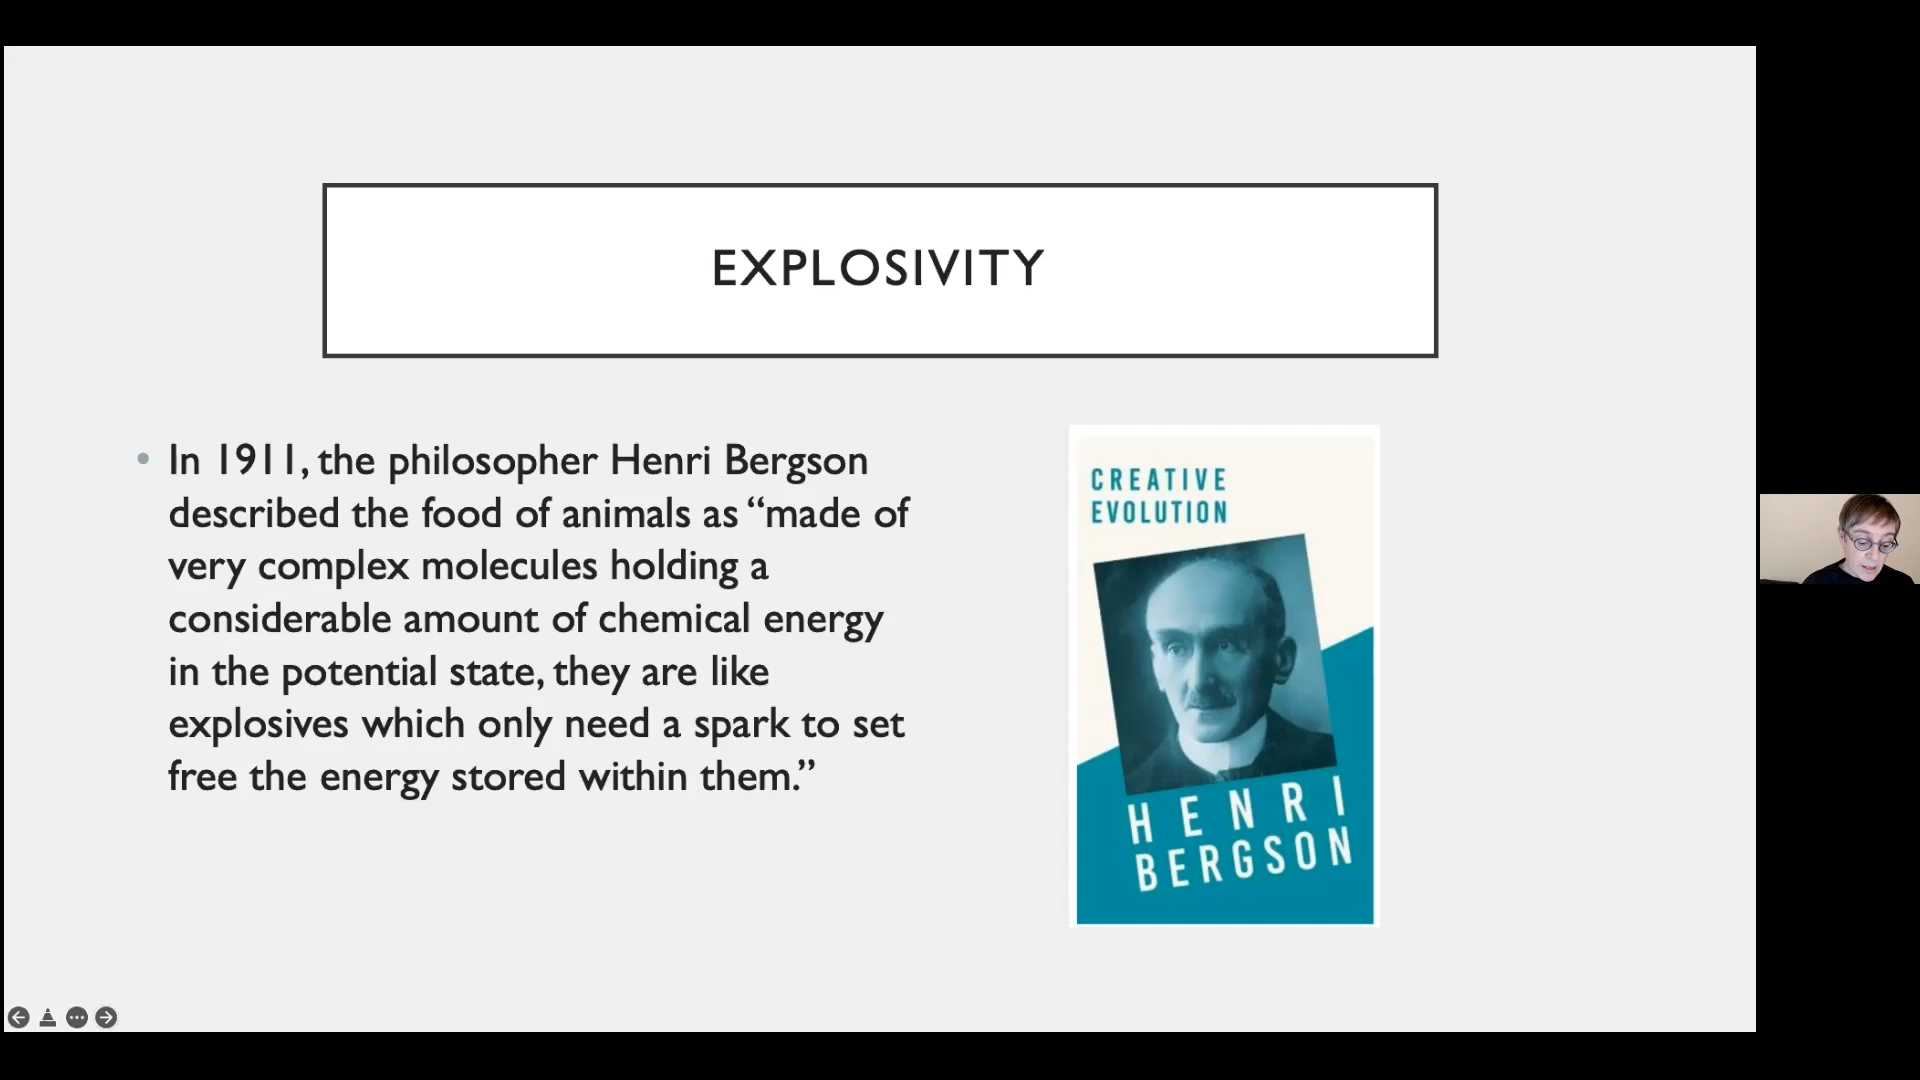 EXPLOSIVITY
• In 1911, the philosopher Henri Bergson
described the food of animals as “made of
very complex molecules holding a
considerable amount of chemical energy
in the potential state, they are like
explosives which only need a spark to set
free the energy stored within them.”
CREATIVE
EVOLUTION
HENRI
BERGSON